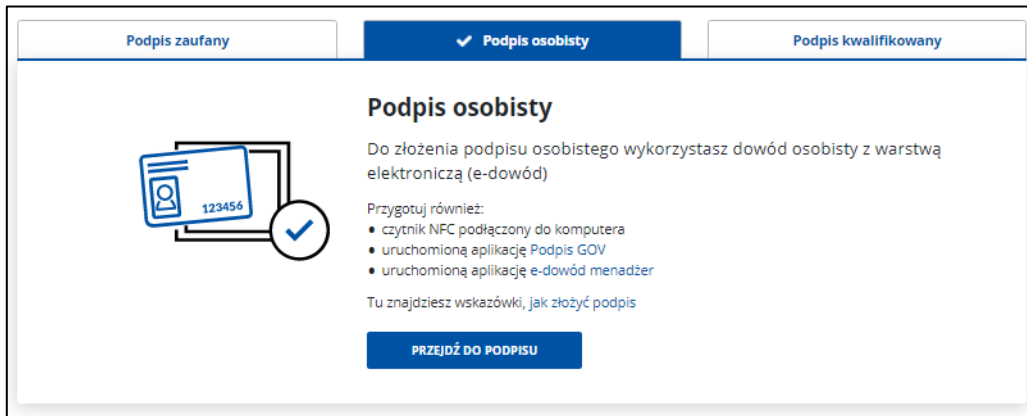 Podpis zaufany
Podpis osobisty
Podpis kwalifikowany
Podpis osobisty
Do złożenia podpisu osobistego wykorzystasz dowód osobisty z warstwą
elektroniczą (e-dowód)
Przygotuj również:
• czytnik NFC podłączony do komputera
• uruchomioną aplikację Podpis GOV
• uruchomioną aplikację e-dowód menadżer
Tu znajdziesz wskazówki, jak złożyć podpis
PRZEJDŹ DO PODPISU
123456